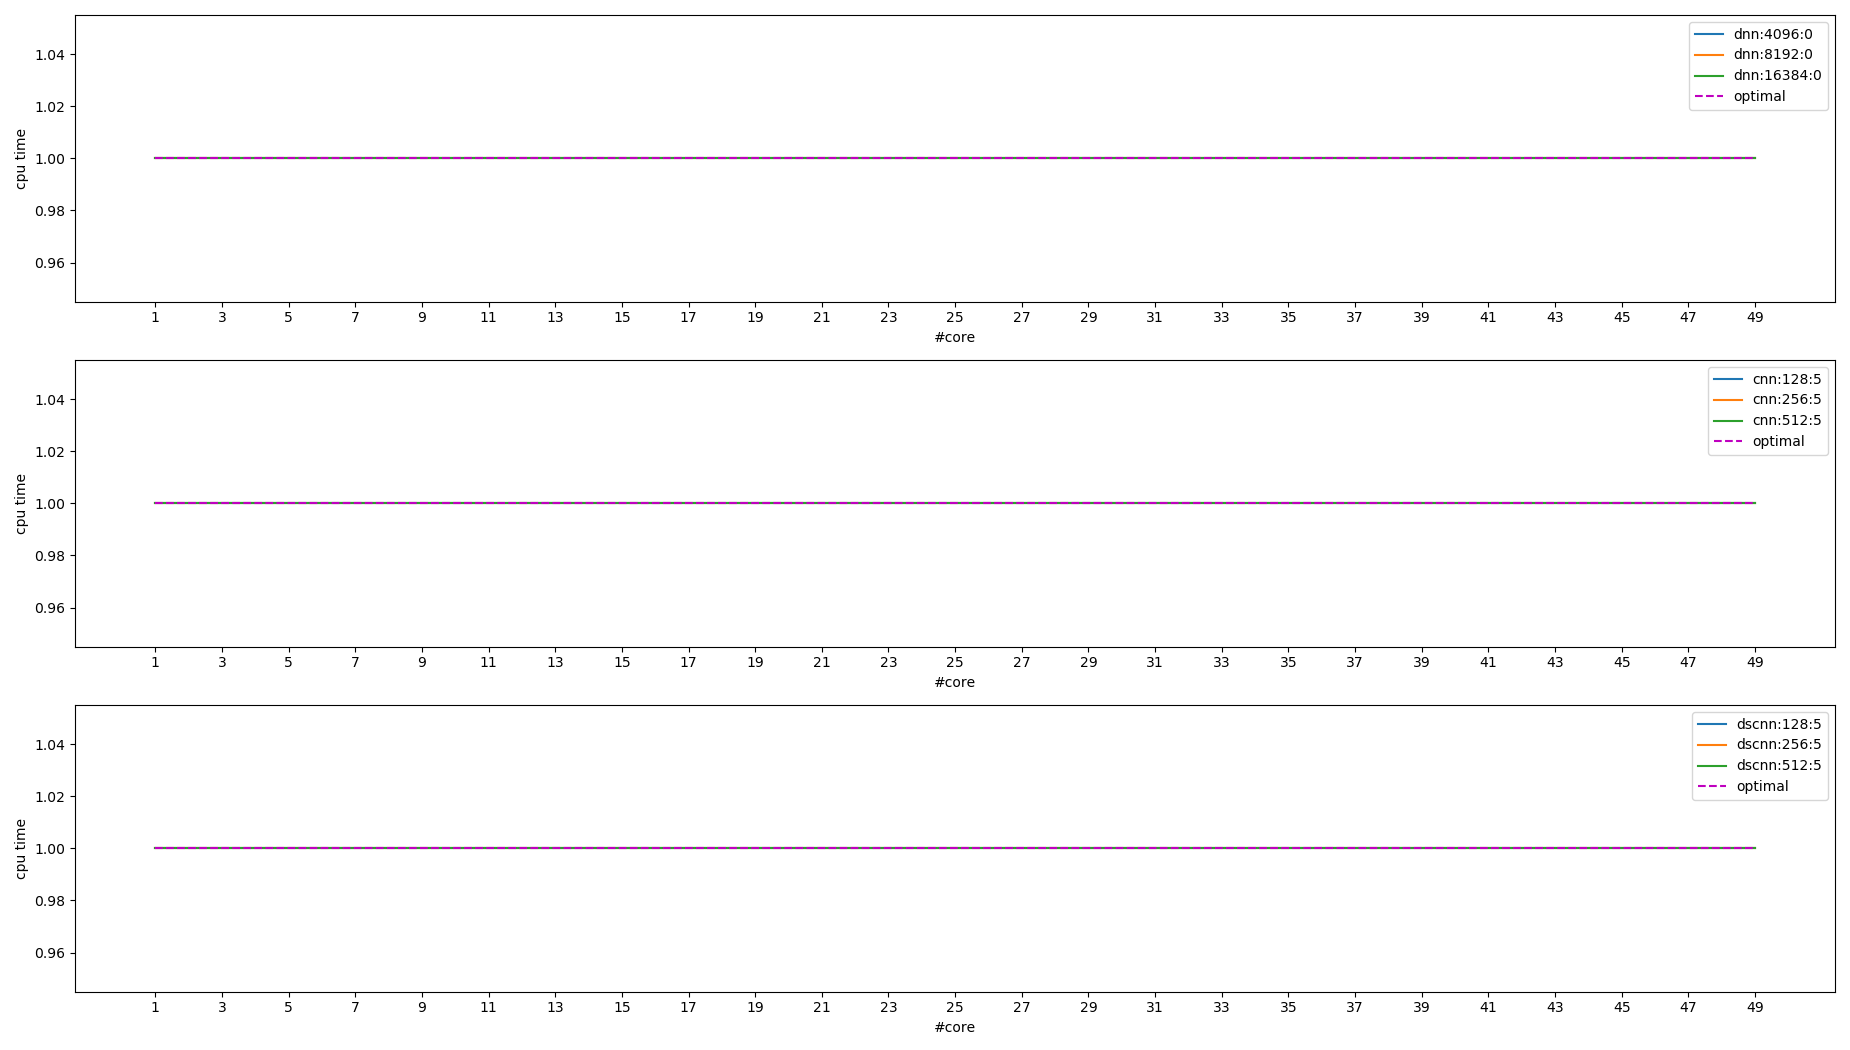 dnn:4096:0
dnn:8192:0
dnn:16384:0
optimal
1.04
1.02
1.00
0.98
0.96
cpu time
1 3 5 7 9 11 13 15 17 19 21 23 25 27 29 31 33 35 37 39 41 43 45 47 49
#core
cnn:128:5
cnn:256:5
cnn:512:5
optimal
1.04
1.02
1.00
0.98
0.96
cpu time
1 3 5 7 9 11 13 15 17 19 21 23 25 27 29 31 33 35 37 39 41 43 45 47 49
#core
dscnn:128:5
dscnn:256:5
dscnn:512:5
optimal
1.04
1.02
1.00
0.98
0.96
cpu time
1 3 5 7 9 11 13 15 17 19 21 23 25 27 29 31 33 35 37 39 41 43 45 47 49
#core